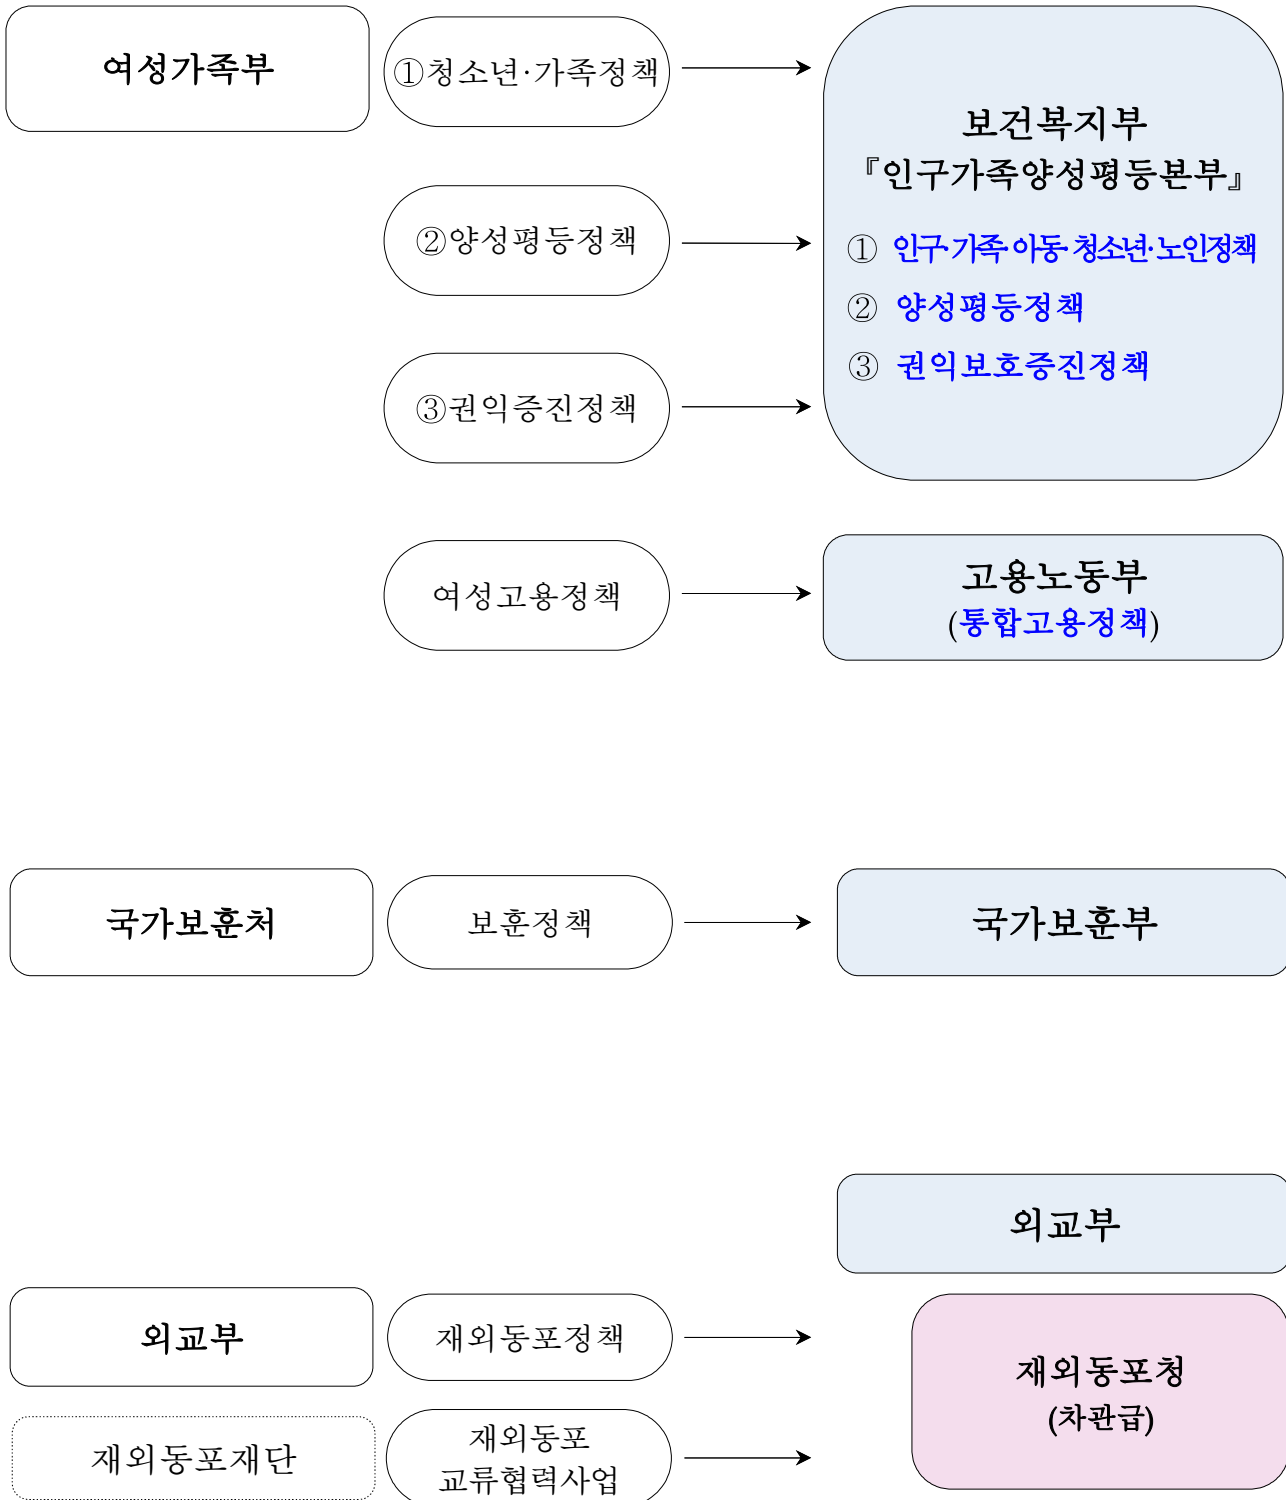 여성가족부
①청소년·가족정책
보건복지부
『인구가족양성평등본부』
②양성평등정책
① 인구·가족·아동·청소년·노인정책
② 양성평등정책
③ 권익보호증진정책
③권익증진정책
여성고용정책
고용노동부
(통합고용정책)
국가보훈처
보훈정책
국가보훈부
외교부
외교부
재외동포정책
재외동포청
(차관급)
재외동포재단
재외동포
교류협력사업